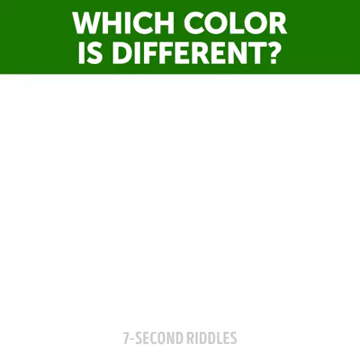 WHICH COLOR
IS DIFFERENT?
7-SECOND RIDDLES